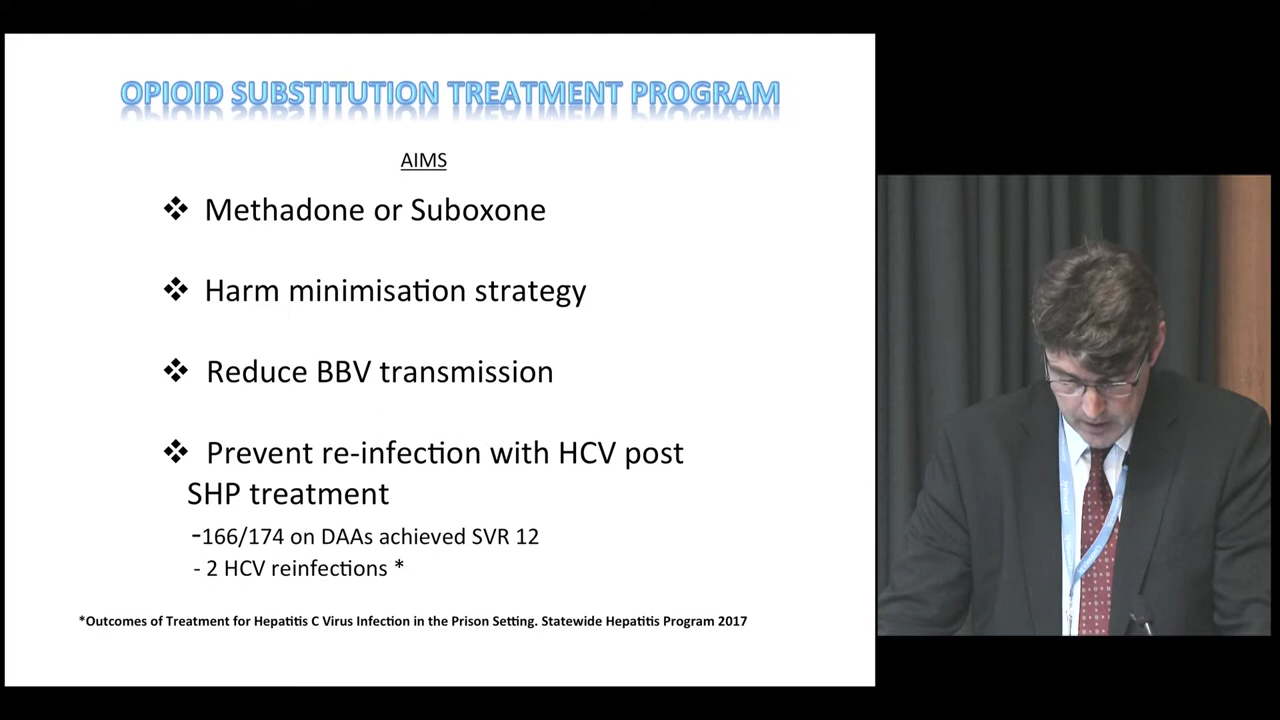 OPIOID SUBSTITUTION TREATMENT PROGRAM
AIMS
❖ Methadone or Suboxone
❖ Harm minimisation strategy
❖ Reduce BBV transmission
❖ Prevent re-infection with HCV post
SHP treatment
-166/174 on DAAs achieved SVR 12
- 2 HCV reinfections *
*Outcomes of Treatment for Hepatitis C Virus Infection in the Prison Setting. Statewide Hepatitis Program 2017